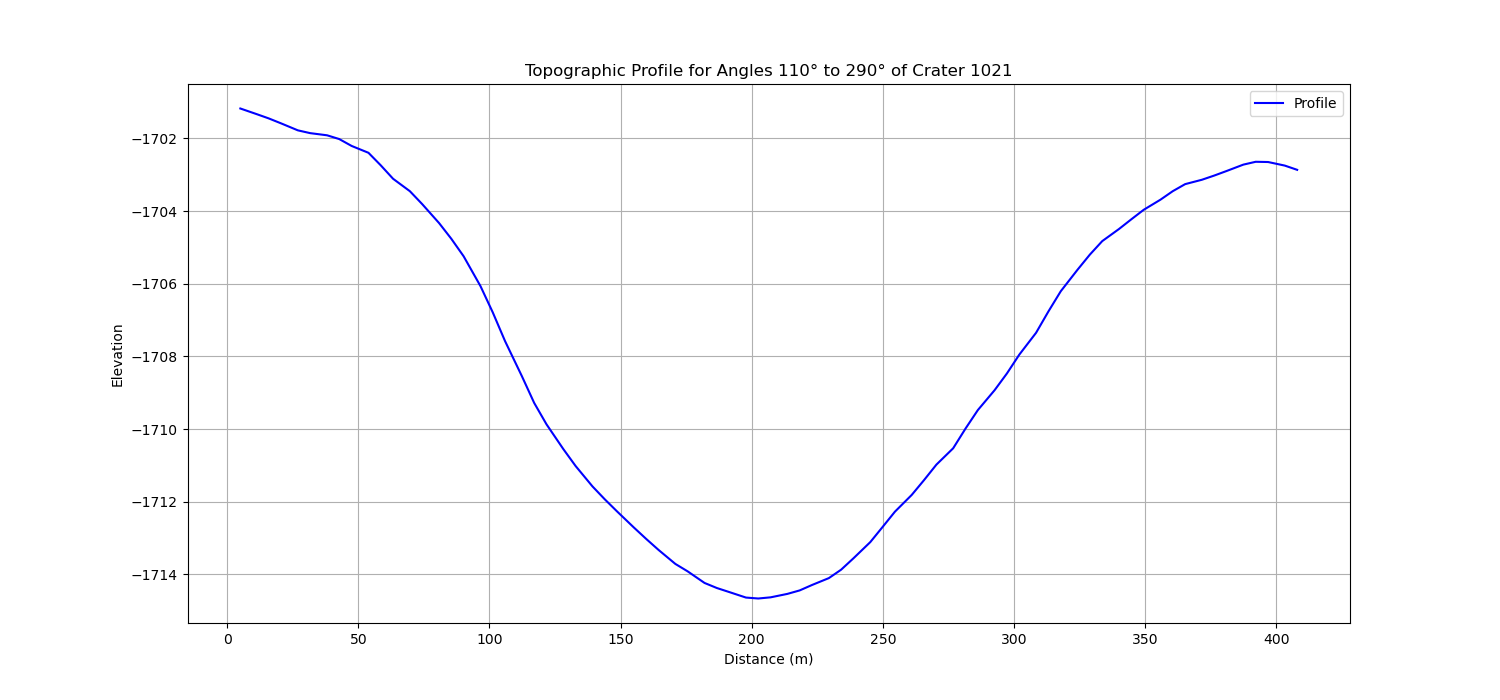 Topographic Profile for Angles 110° to 290° of Crater 1021
Profile
−1702
−1704
−1706
−1708
−1710
−1712
−1714
Elevation
0 50 100 150 200 250 300 350 400
Distance (m)